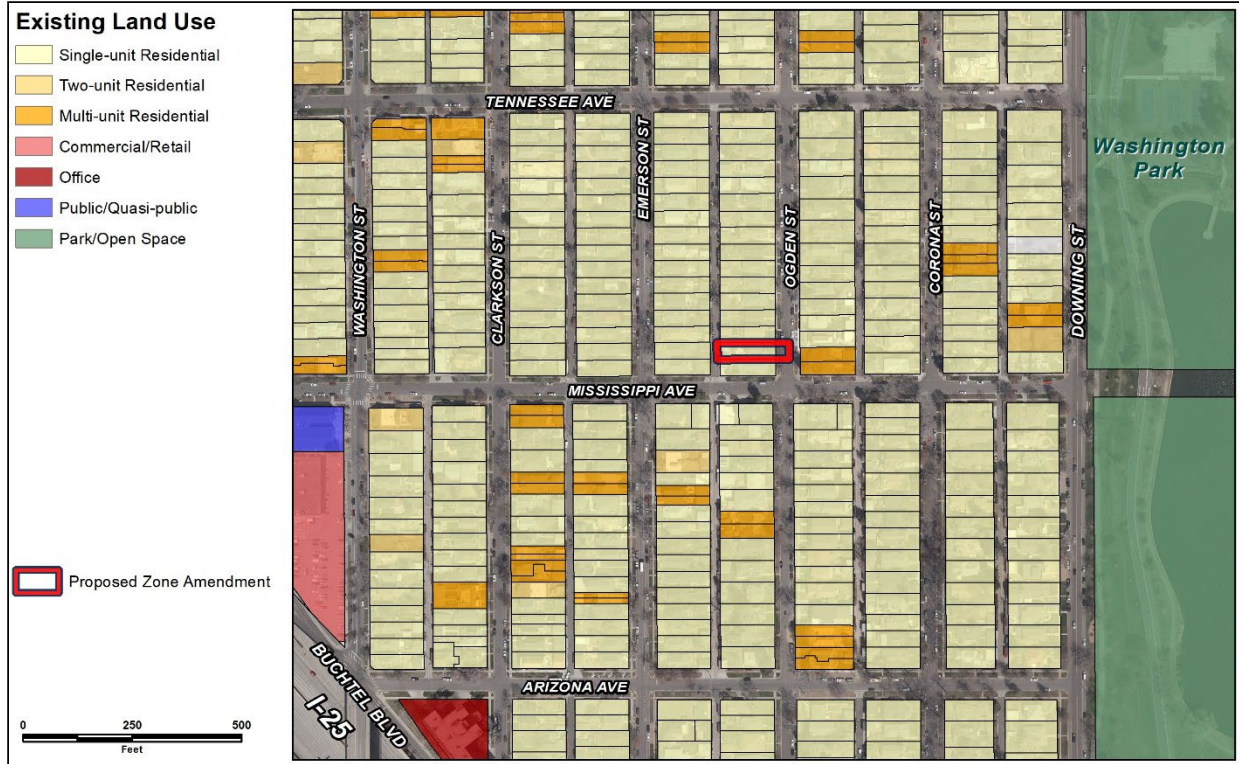 Existing Land Use
Single-unit Residential
Two-unit Residential
Multi-unit Residential
Commercial/Retail
Office
Public/Quasi-public
Park/Open Space
Proposed Zone Amendment
0 250 500
Feet
TENNESSEE AVE
WASHINGTON ST
CLARKSON ST
EMERSON ST
OGDEN ST
CORONA ST
DOWNING ST
Washington
Park
MISSISSIPPI AVE
ARIZONA AVE
BUCHTEL BLVD
I-25